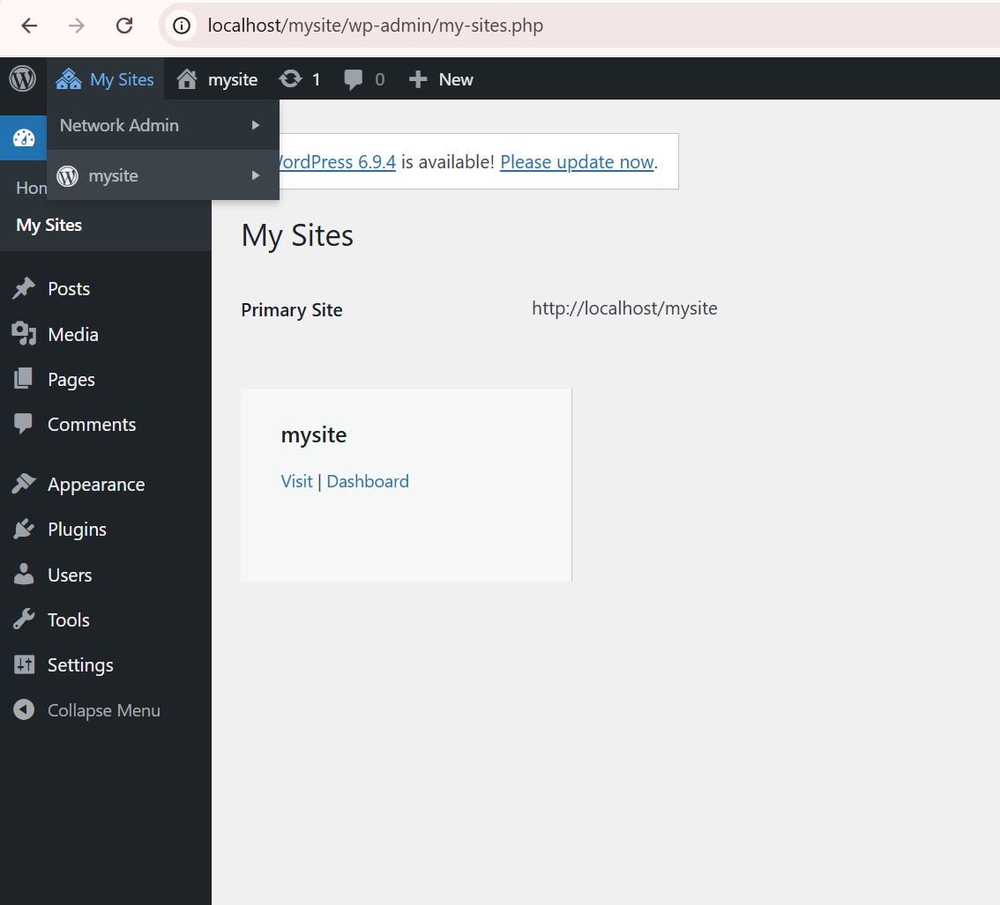 localhost/mysite/wp-admin/my-sites.php
My Sites mysite 1 0 + New
Network Admin
mysite
WordPress 6.9.4 is available! Please update now.
My Sites
Posts
Media
Pages
Comments
Appearance
Plugins
Users
Tools
Settings
Collapse Menu
My Sites
Primary Site http://localhost/mysite
mysite
Visit | Dashboard